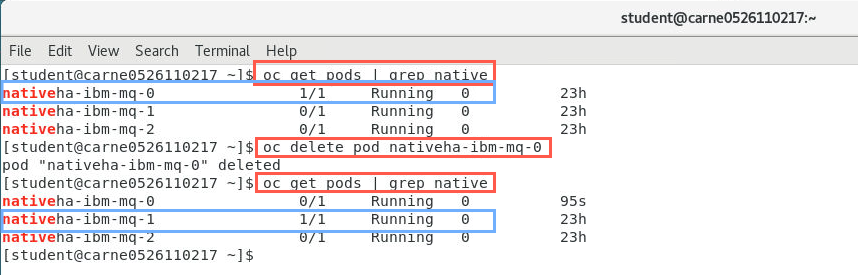 student@carne0526110217:~
File Edit View Search Terminal Help
[student@carne0526110217 ~]$ oc get pods | grep native
nativeha-ibm-mq-0 1/1 Running 0 23h
nativeha-ibm-mq-1 0/1 Running 0 23h
nativeha-ibm-mq-2 0/1 Running 0 23h
[student@carne0526110217 ~]$ oc delete pod nativeha-ibm-mq-0
pod "nativeha-ibm-mq-0" deleted
[student@carne0526110217 ~]$ oc get pods | grep native
nativeha-ibm-mq-0 0/1 Running 0 95s
nativeha-ibm-mq-1 1/1 Running 0 23h
nativeha-ibm-mq-2 0/1 Running 0 23h
[student@carne0526110217 ~]$